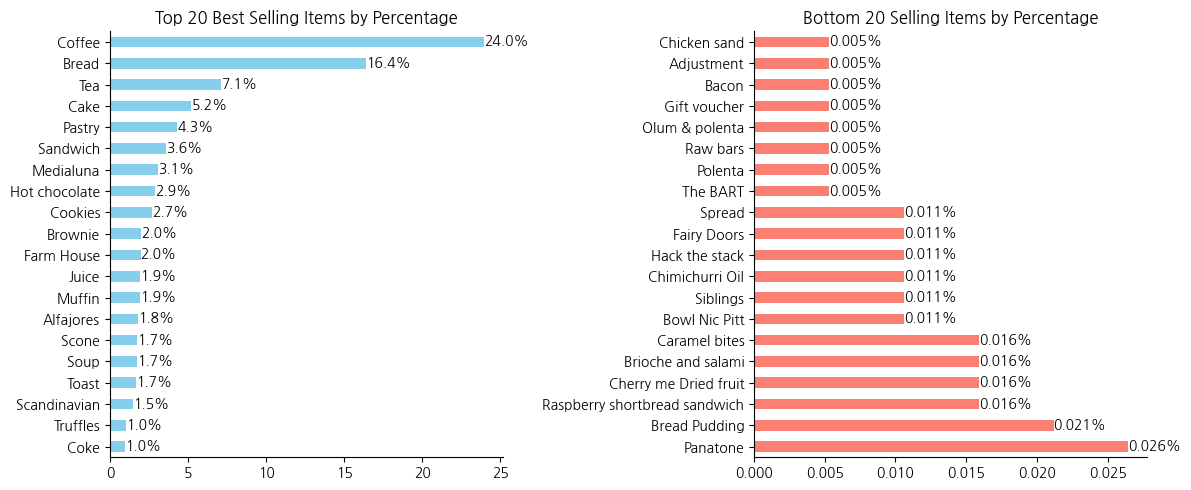 Top 20 Best Selling Items by Percentage
Coffee 24.0%
Bread 16.4%
Tea 7.1%
Cake 5.2%
Pastry 4.3%
Sandwich 3.6%
Medialuna 3.1%
Hot chocolate 2.9%
Cookies 2.7%
Brownie 2.0%
Farm House 2.0%
Juice 1.9%
Muffin 1.9%
Alfajores 1.8%
Scone 1.7%
Soup 1.7%
Toast 1.7%
Scandinavian 1.5%
Truffles 1.0%
Coke 1.0%
0 5 10 15 20 25
Bottom 20 Selling Items by Percentage
Chicken sand 0.005%
Adjustment 0.005%
Bacon 0.005%
Gift voucher 0.005%
Olum & polenta 0.005%
Raw bars 0.005%
Polenta 0.005%
The BART 0.005%
Spread 0.011%
Fairy Doors 0.011%
Hack the stack 0.011%
Chimichurri Oil 0.011%
Siblings 0.011%
Bowl Nic Pitt 0.011%
Caramel bites 0.016%
Brioche and salami 0.016%
Cherry me Dried fruit 0.016%
Raspberry shortbread sandwich 0.016%
Bread Pudding 0.021%
Panatone 0.026%
0.000 0.005 0.010 0.015 0.020 0.025